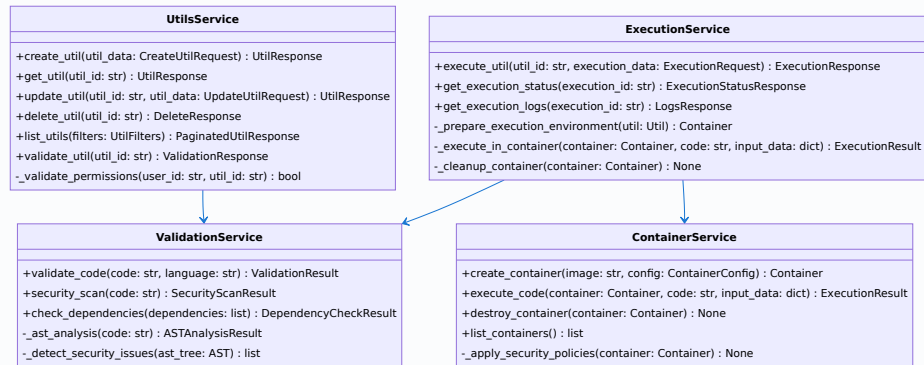 UtilsService
+create_util(util_data: CreateUtilRequest) : UtilResponse
+get_util(util_id: str) : UtilResponse
+update_util(util_id: str, util_data: UpdateUtilRequest) : UtilResponse
+delete_util(util_id: str) : DeleteResponse
+list_utils(filters: UtilFilters) : PaginatedUtilResponse
+validate_util(util_id: str) : ValidationResponse
-_validate_permissions(user_id: str, util_id: str) : bool
ExecutionService
+execute_util(util_id: str, execution_data: ExecutionRequest) : ExecutionResponse
+get_execution_status(execution_id: str) : ExecutionStatusResponse
+get_execution_logs(execution_id: str) : LogsResponse
-_prepare_execution_environment(util: Util) : Container
-_execute_in_container(container: Container, code: str, input_data: dict) : ExecutionResult
-_cleanup_container(container: Container) : None
ValidationService
+validate_code(code: str, language: str) : ValidationResult
+security_scan(code: str) : SecurityScanResult
+check_dependencies(dependencies: list) : DependencyCheckResult
-_ast_analysis(code: str) : ASTAnalysisResult
-_detect_security_issues(ast_tree: AST) : list
ContainerService
+create_container(image: str, config: ContainerConfig) : Container
+execute_code(container: Container, code: str, input_data: dict) : ExecutionResult
+destroy_container(container: Container) : None
+list_containers() : list
-_apply_security_policies(container: Container) : None